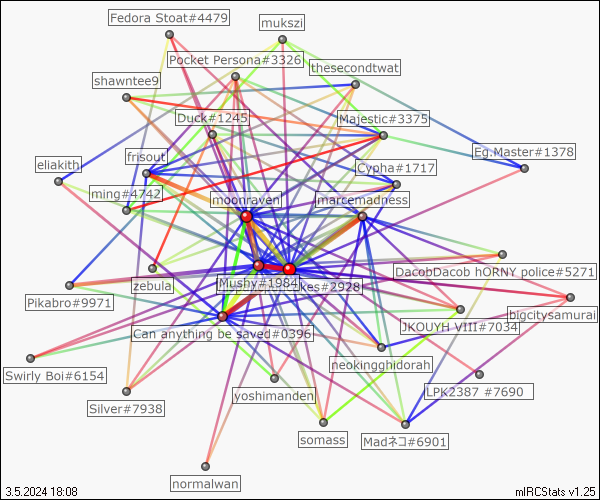 Fedora Stoat#4479
mukszi
Pocket Persona#3326
thesecondtwat
shawntee9
Duck#1245
Majestic#3375
Eg.Master#1378
frisout
eliakith
Cypha#1717
ming#4742
moonraven
marcemadness
DacobDacob hORNY police#5271
zebula
Mushy#1984
kes#2928
Pikabro#9971
bigcitysamurai
JKOUYH VIII#7034
Can anything be saved#0396
neokingghidorah
Swirly Boi#6154
LPK2387 #7690
yoshimanden
Silver#7938
somass
Madネコ#6901
normalwan
3.5.2024 18:08
mIRCStats v1.25